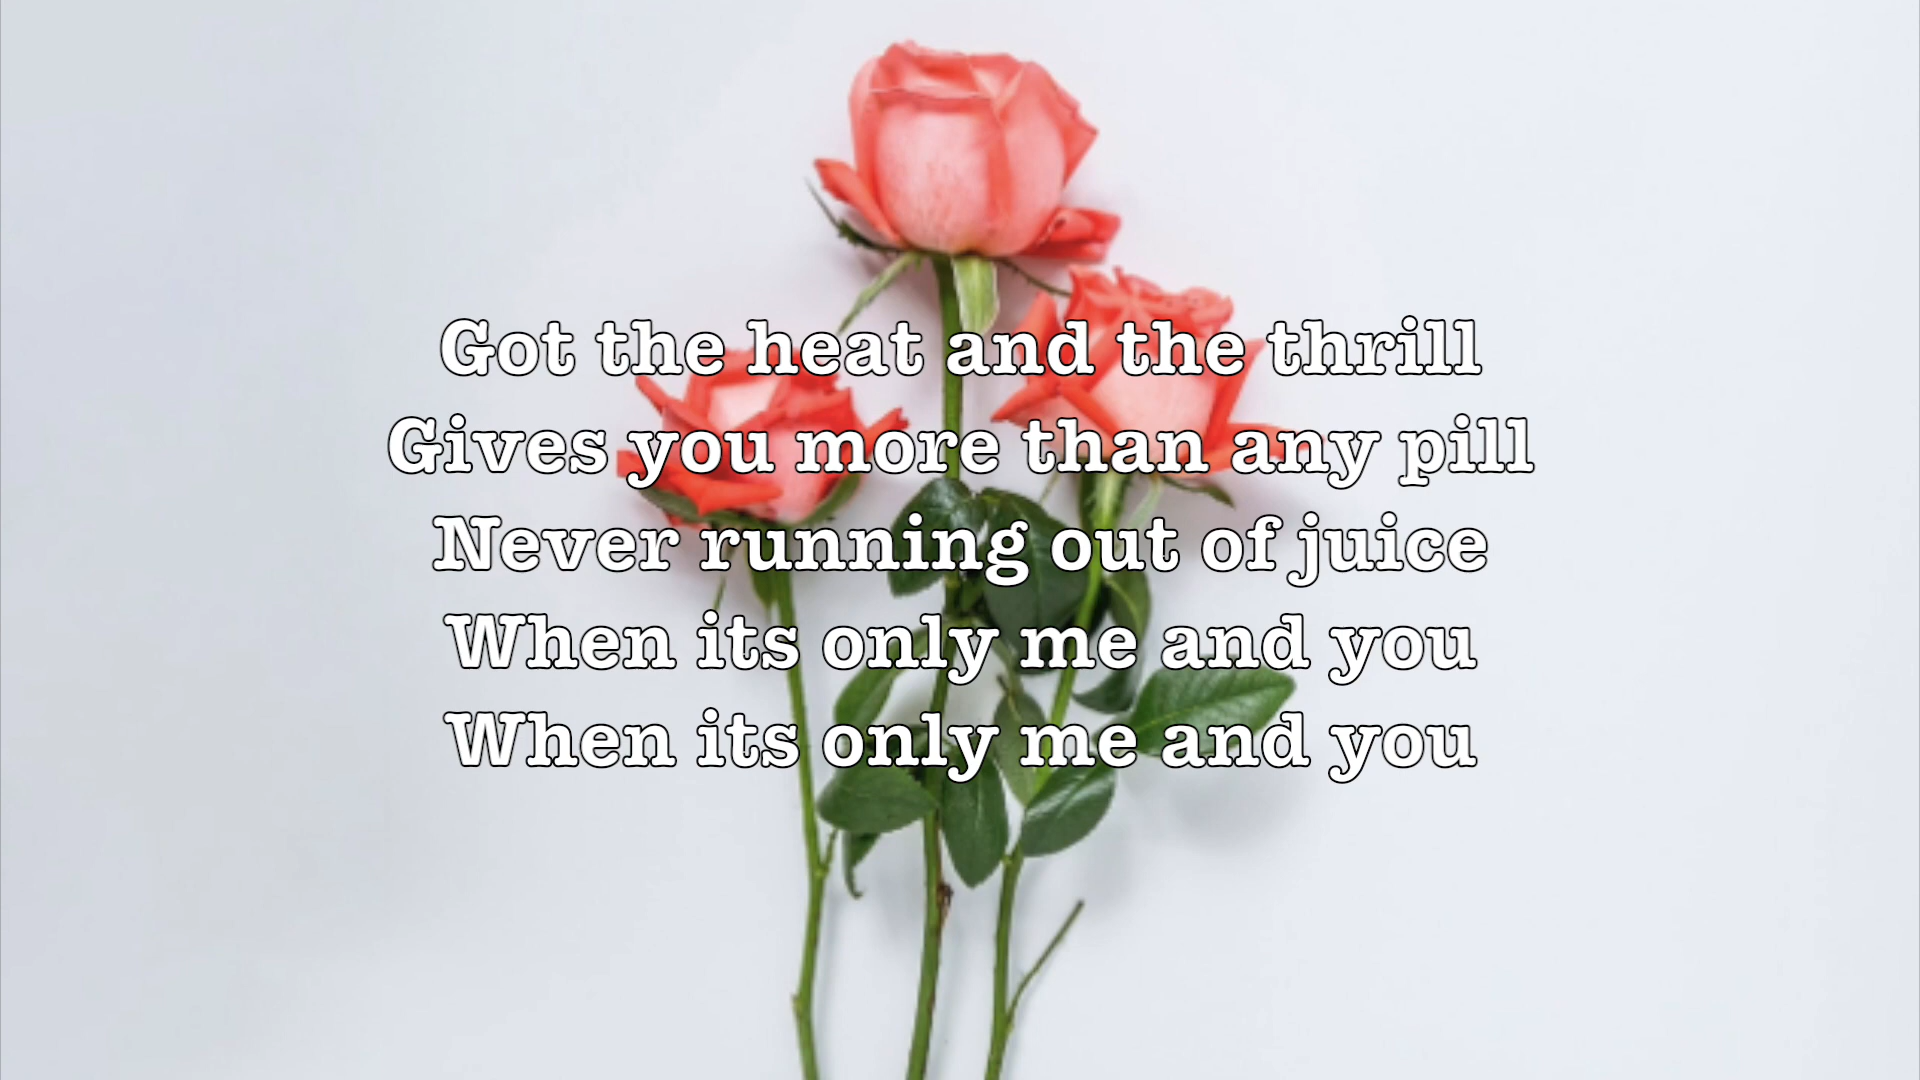 Got the heat and the thrill
Gives you more than any pill
Never running out of juice
When its only me and you
When its only me and you